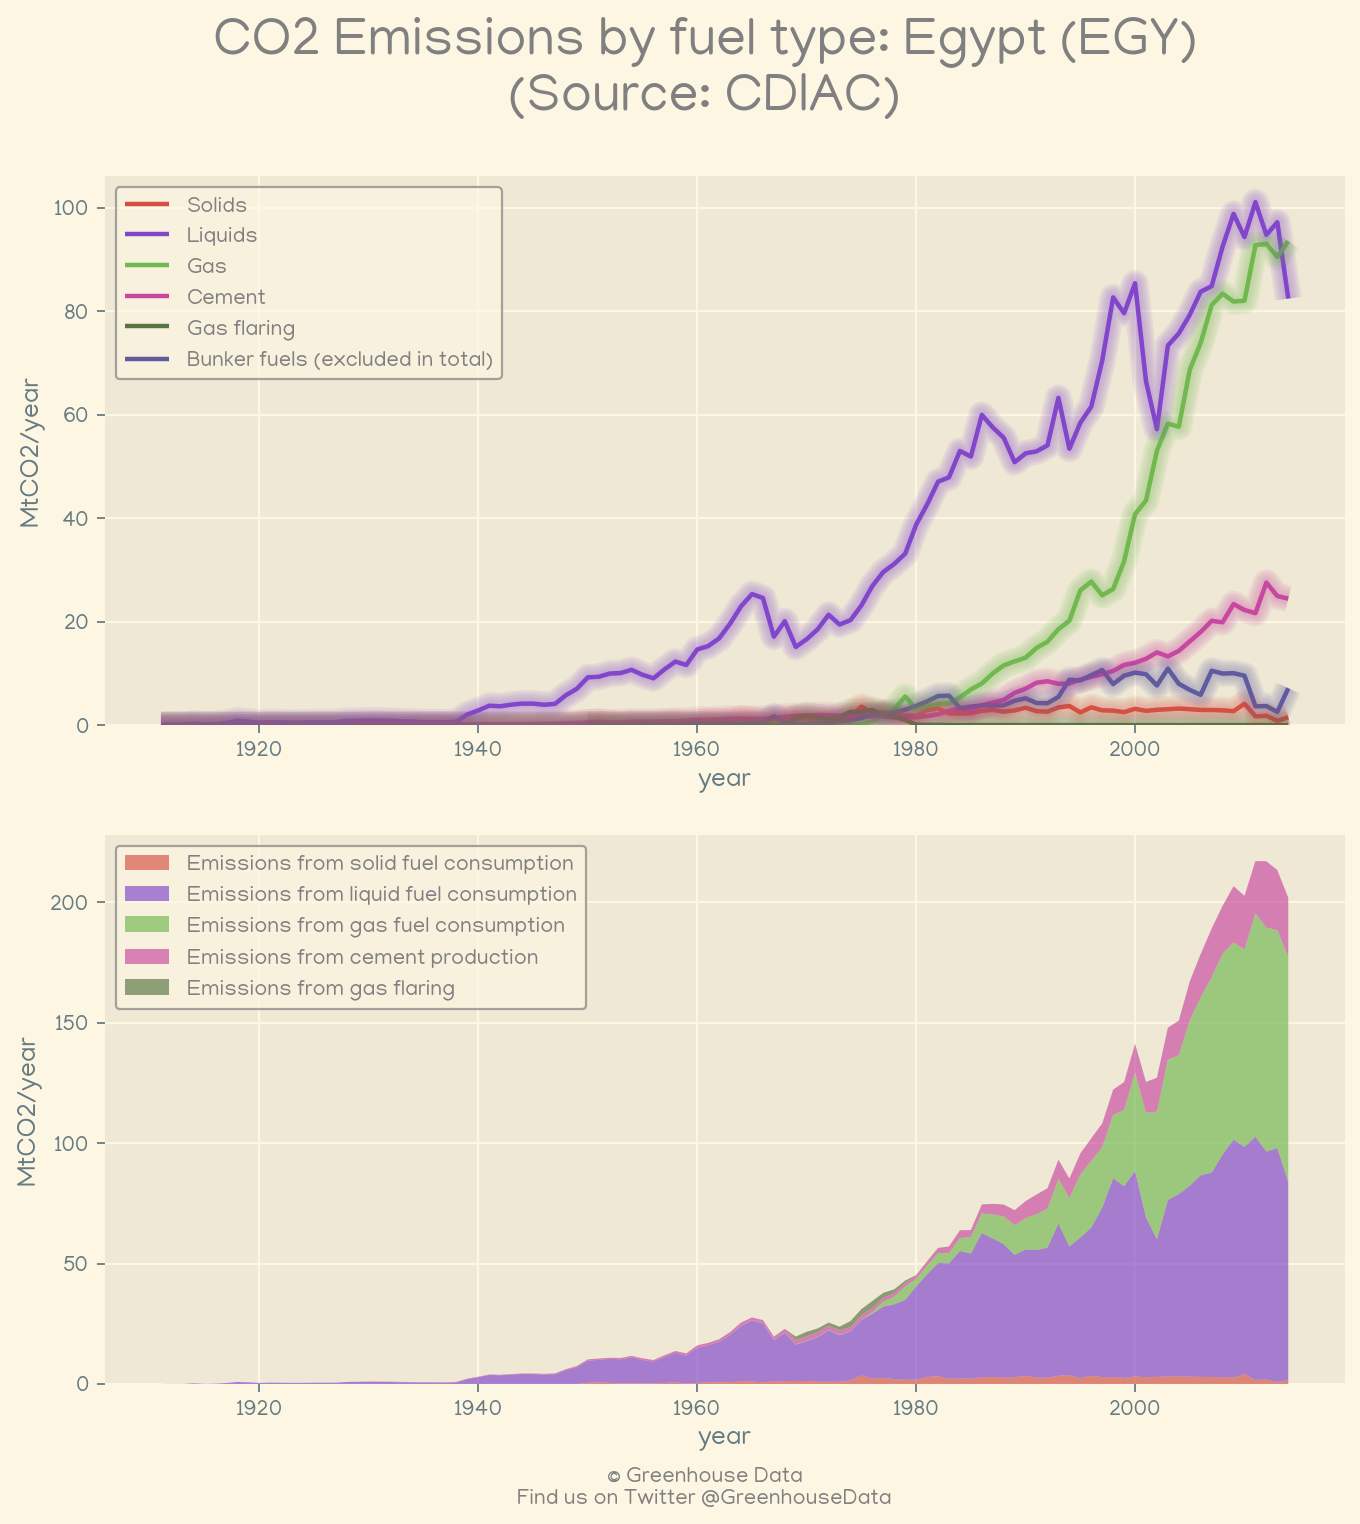 CO2 Emissions by fuel type: Egypt (EGY)
(Source: CDIAC)
Solids
Liquids
Gas
Cement
Gas flaring
Bunker fuels (excluded in total)
100
80
60
40
20
0
MtCO2/year
1920 1940 1960 1980 2000
year
Emissions from solid fuel consumption
Emissions from liquid fuel consumption
Emissions from gas fuel consumption
Emissions from cement production
Emissions from gas flaring
200
150
100
50
0
MtCO2/year
1920 1940 1960 1980 2000
year
© Greenhouse Data
Find us on Twitter @GreenhouseData